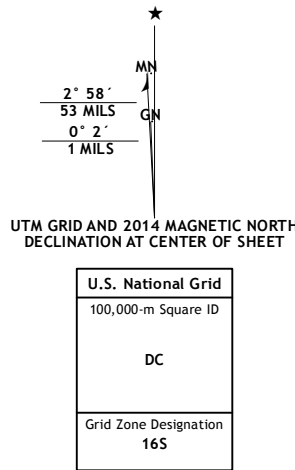 ★
MN
2° 58´
53 MILS
GN
0° 2´
1 MILS
UTM GRID AND 2014 MAGNETIC NORTH
DECLINATION AT CENTER OF SHEET
U.S. National Grid
100,000-m Square ID
DC
Grid Zone Designation
16S